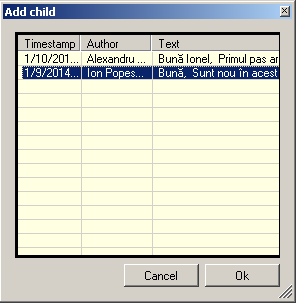 Add child
Timestamp Author Text
1/10/201... Alexandru ... Bună Ionel, Primul pas ar
1/9/2014... Ion Popes... Bună, Sunt nou în acest
Cancel Ok